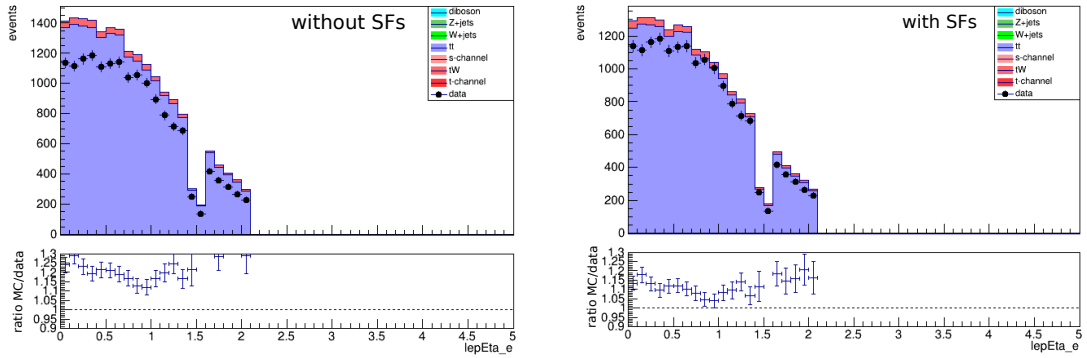 without SFs
events
1400
1200
1000
800
600
400
200
0
diboson
Z+jets
W+jets
tt
s-channel
tW
t-channel
data
ratio MC/data
1.3
1.25
1.2
1.15
1.1
1.05
1
0.95
0.9
0 0.5 1 1.5 2 2.5 3 3.5 4 4.5 5
lepEta_e
with SFs
events
1200
1000
800
600
400
200
0
diboson
Z+jets
W+jets
tt
s-channel
tW
t-channel
data
ratio MC/data
1.3
1.25
1.2
1.15
1.1
1.05
1
0.95
0.9
0 0.5 1 1.5 2 2.5 3 3.5 4 4.5 5
lepEta_e